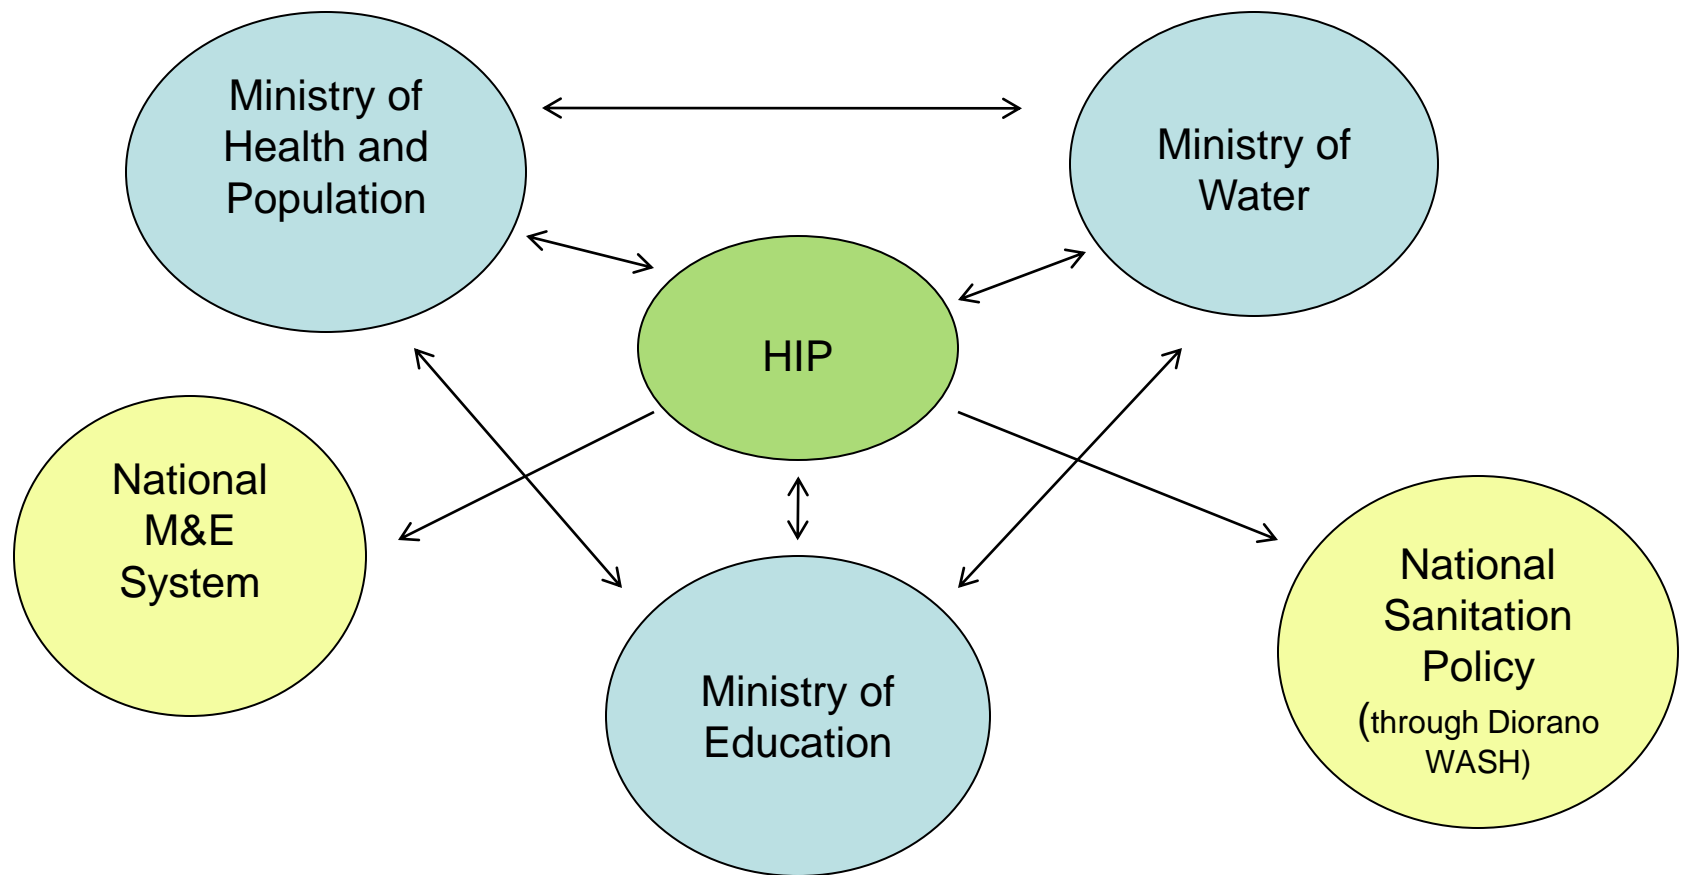 Ministry of
Health and
Population
Ministry of
Water
HIP
National
M&E
System
Ministry of
Education
National
Sanitation
Policy
(through Diorano
WASH)